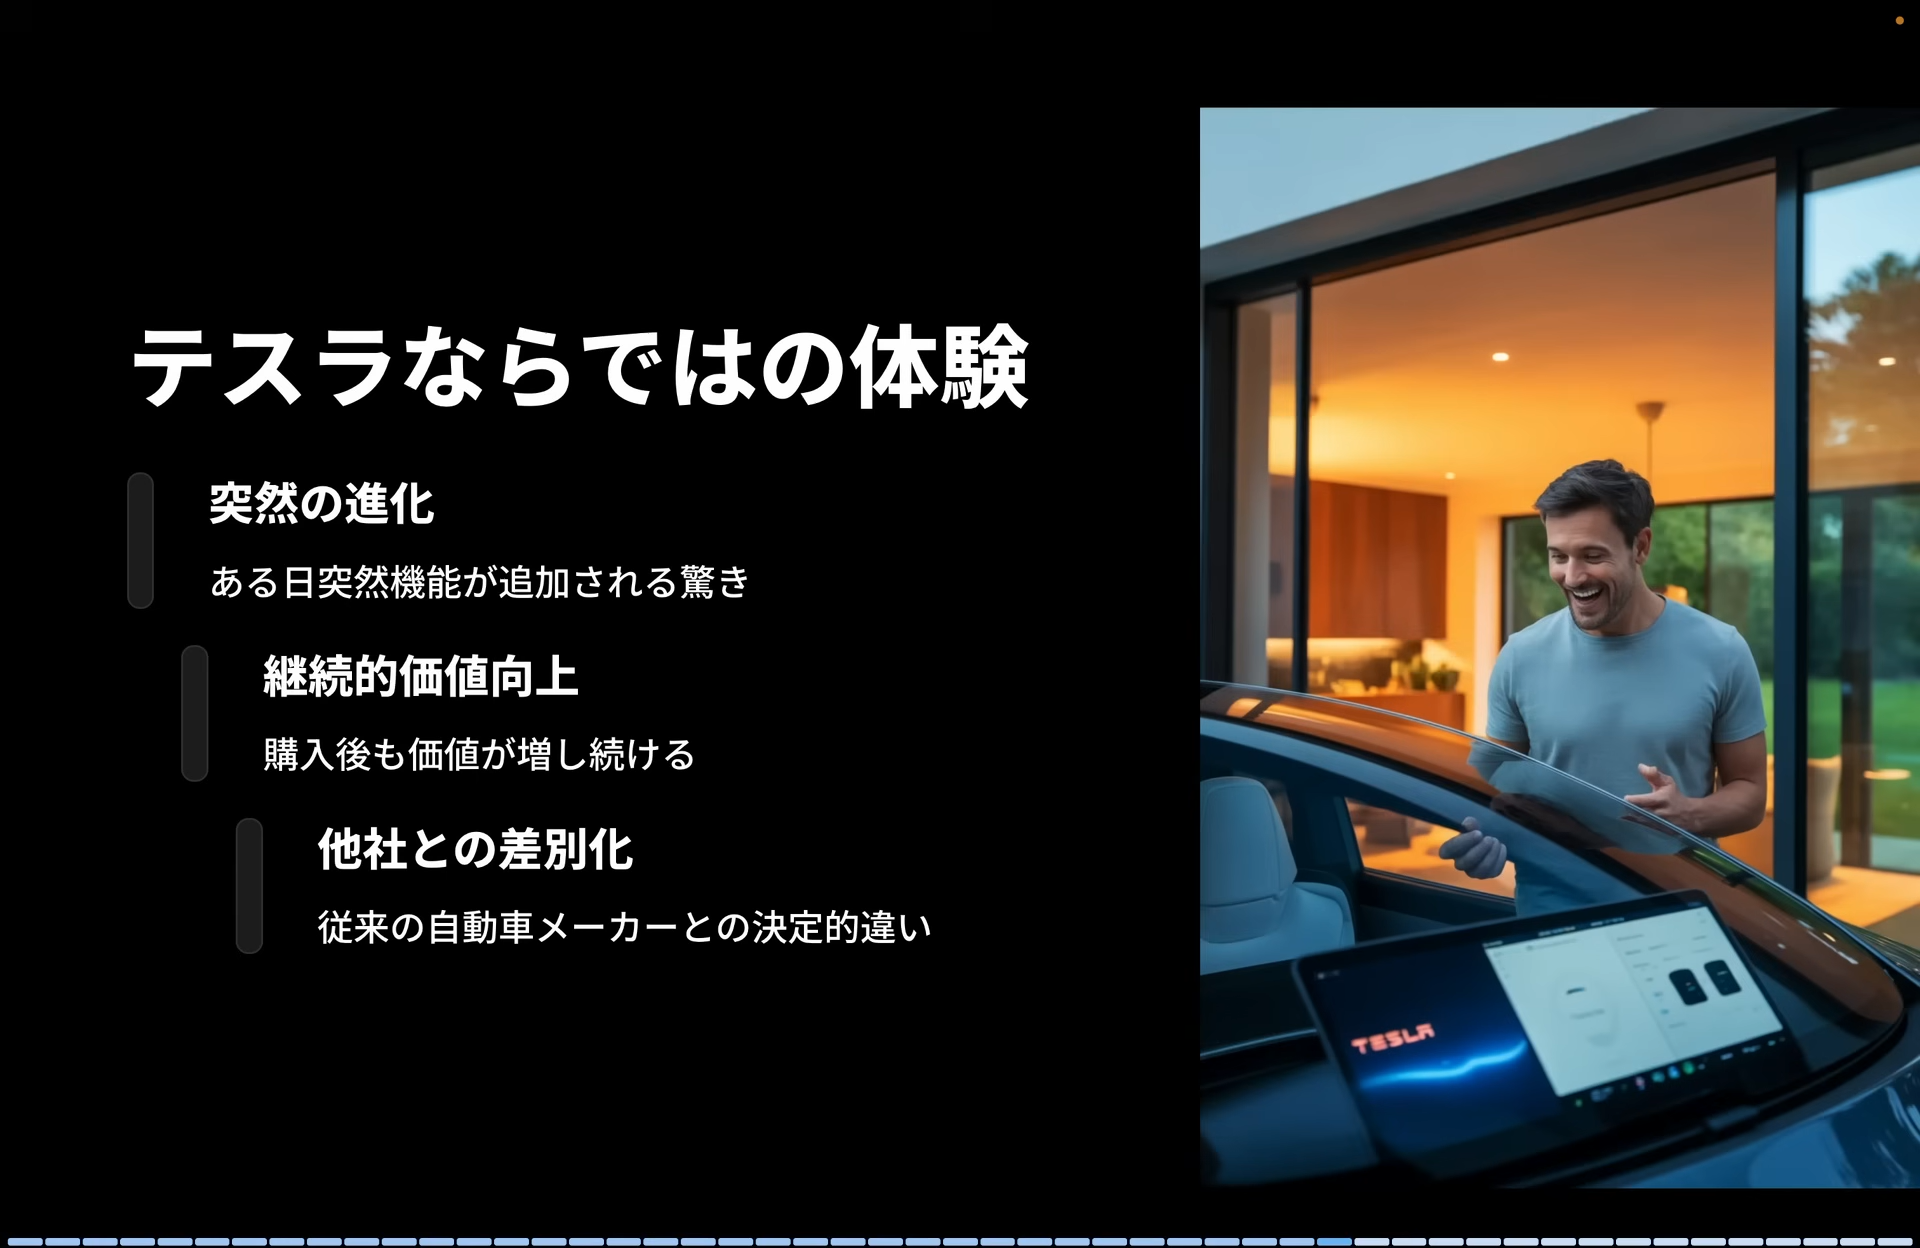 テスラならではの体験
突然の進化
ある日突然機能が追加される驚き
継続的価値向上
購入後も価値が増し続ける
他社との差別化
従来の自動車メーカーとの決定的違い
TESLA